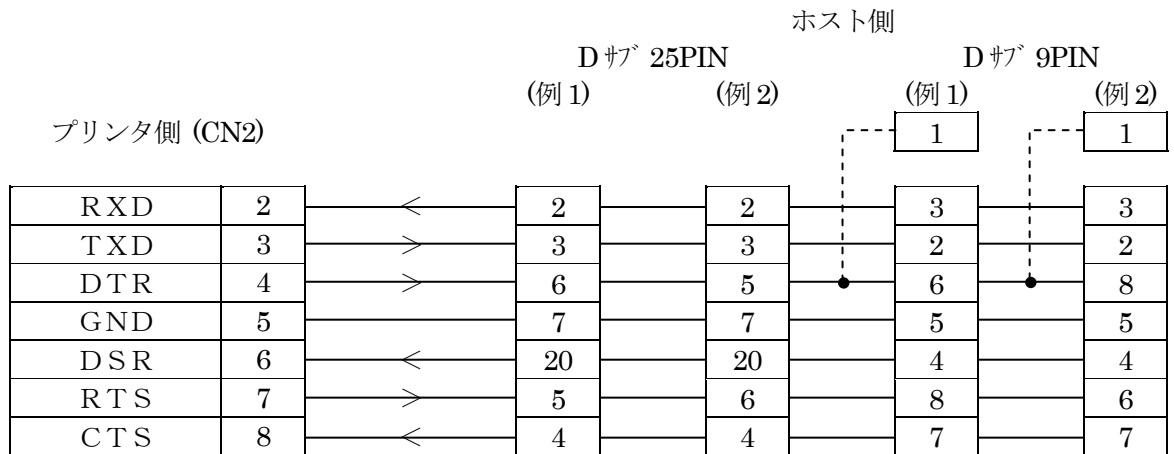 ホスト側
Dｻﾌﾞ 25PIN Dｻﾌﾞ 9PIN
(例1) (例2) (例1) (例2)
プリンタ側 (CN2) 1 1
ＲＸＤ 2 2 2 3 3
ＴＸＤ 3 3 3 2 2
ＤＴＲ 4 6 5 6 8
ＧＮＤ 5 7 7 5 5
ＤＳＲ 6 20 20 4 4
ＲＴＳ 7 5 6 8 6
ＣＴＳ 8 4 4 7 7